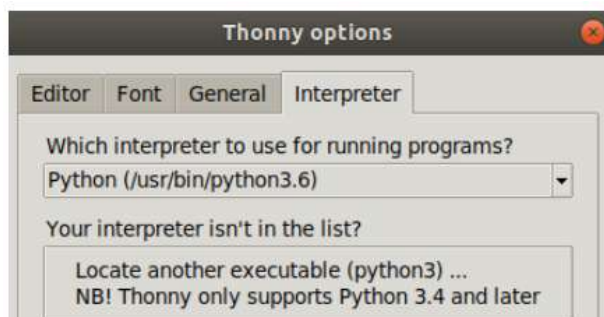 Thonny options
Editor Font General Interpreter
Which interpreter to use for running programs?
Python (/usr/bin/python3.6)
Your interpreter isn't in the list?
Locate another executable (python3) ...
NB! Thonny only supports Python 3.4 and later